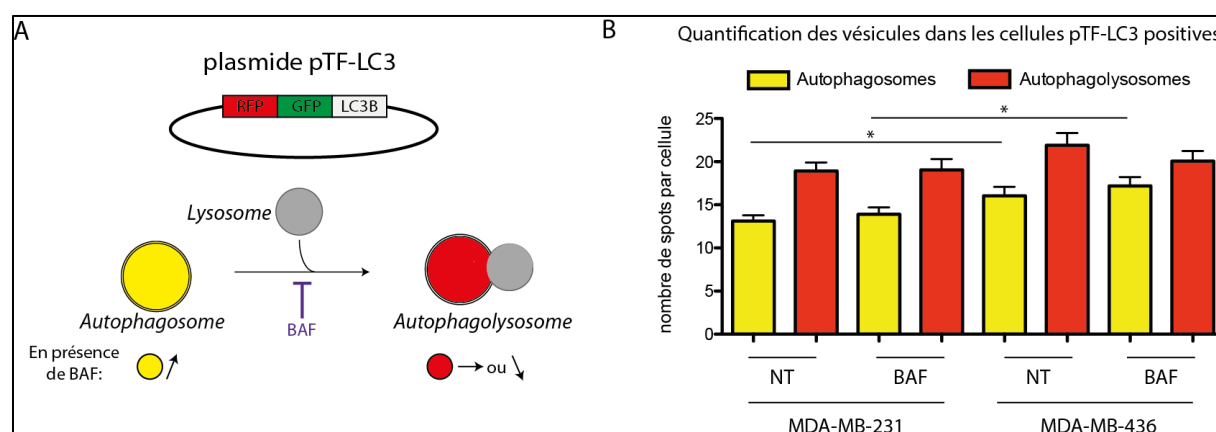 A
plasmide pTF-LC3
RFP GFP LC3B
Lysosome
Autophagosome
BAF
Autophagolysosome
En présence
de BAF:
ou
B
Quantification des vésicules dans les cellules pTF-LC3 positives
Autophagosomes
Autophagolysosomes
nombre de spots par cellule
25
20
15
10
5
0
*
*
NT
BAF
NT
BAF
MDA-MB-231
MDA-MB-436